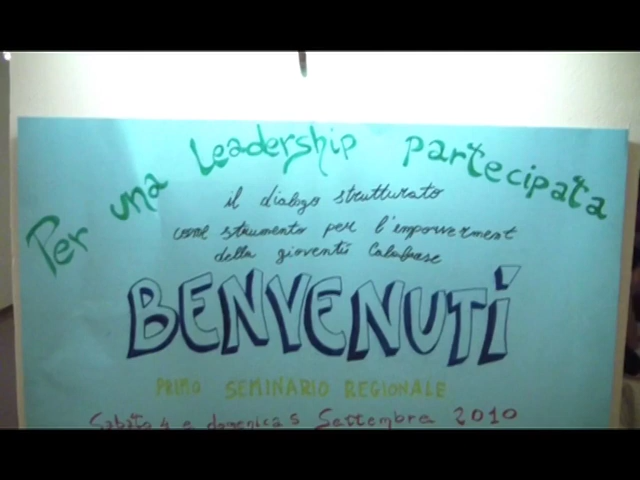 Per una Leadership partecipata
il dialogo strutturato
come strumento per l'empowerment
della gioventù Calabrese
BENVENUTI
PRIMO SEMINARIO REGIONALE
Sabato 4 e domenica 5 Settembre 2010